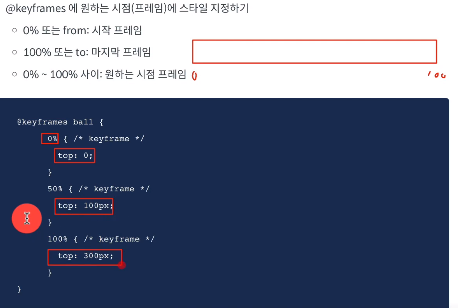 @keyframes 에 원하는 시점(프레임)에 스타일 지정하기
0% 또는 from: 시작 프레임
100% 또는 to: 마지막 프레임
0% ~ 100% 사이: 원하는 시점 프레임 0 100
@keyframes ball {
0% { /* keyframe */
top: 0;
}
50% { /* keyframe */
top: 100px;
}
100% { /* keyframe */
top: 300px;
}
}